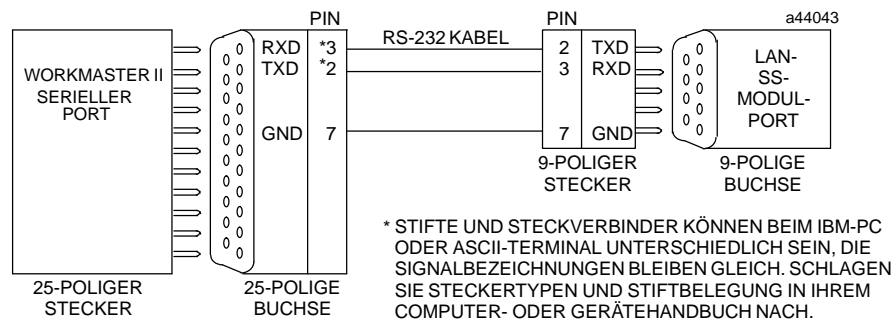 PIN
PIN
a44043
RXD *3
RS-232 KABEL
2 TXD
TXD *2
3 RXD
GND 7
7 GND
WORKMASTER II
SERIELLER
PORT
LAN-
SS-
MODUL-
PORT
9-POLIGER
STECKER
9-POLIGE
BUCHSE
25-POLIGER
STECKER
25-POLIGE
BUCHSE
* STIFTE UND STECKVERBINDER KÖNNEN BEIM IBM-PC
ODER ASCII-TERMINAL UNTERSCHIEDLICH SEIN, DIE
SIGNALBEZEICHNUNGEN BLEIBEN GLEICH. SCHLAGEN
SIE STECKERTYPEN UND STIFTBELEGUNG IN IHREM
COMPUTER- ODER GERÄTEHANDBUCH NACH.